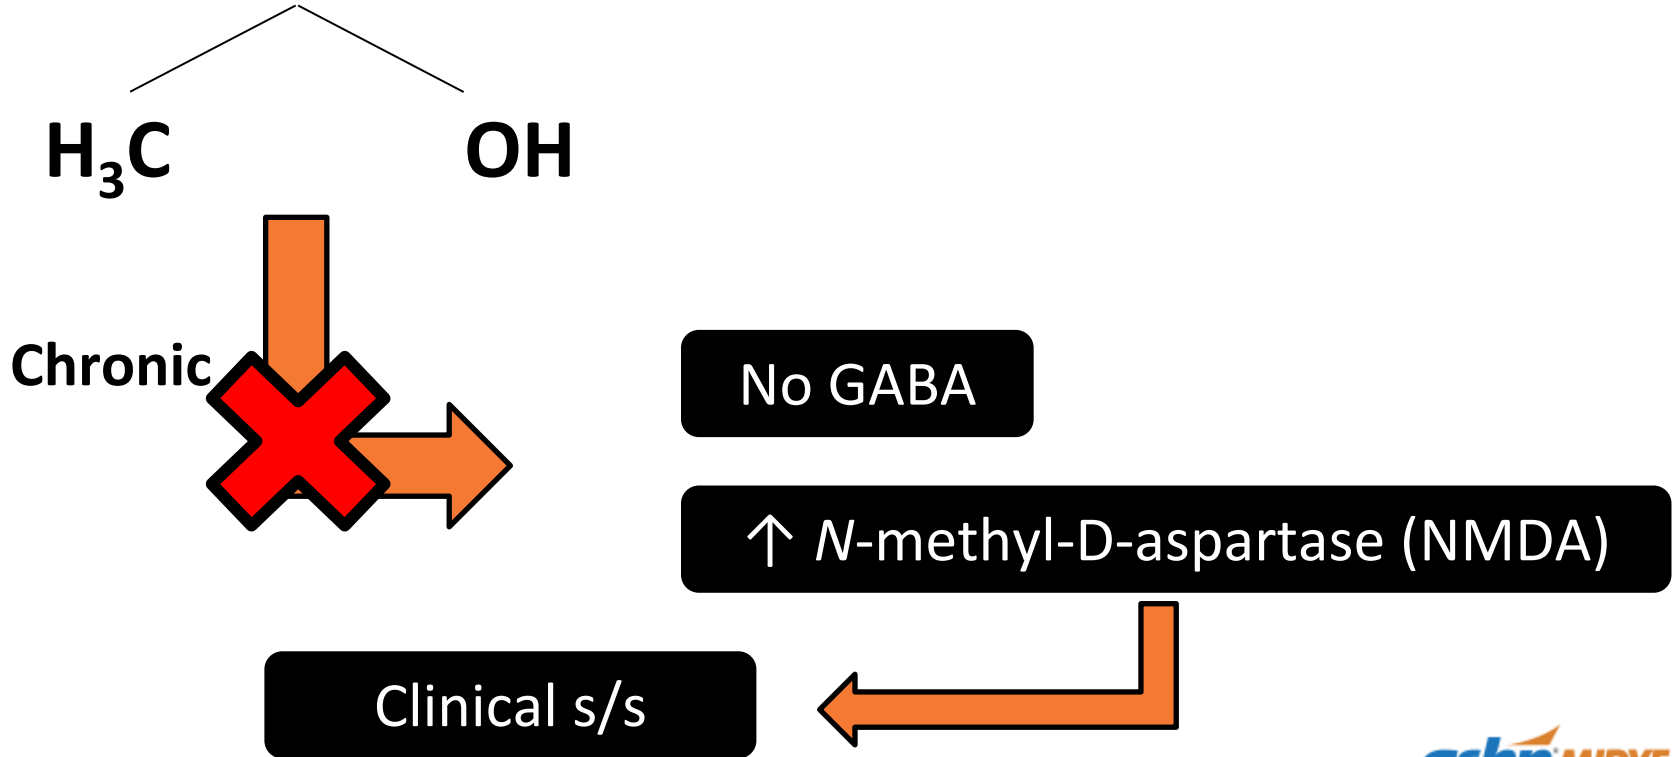 H₃C OH
Chronic
No GABA
↑ N-methyl-D-aspartase (NMDA)
Clinical s/s